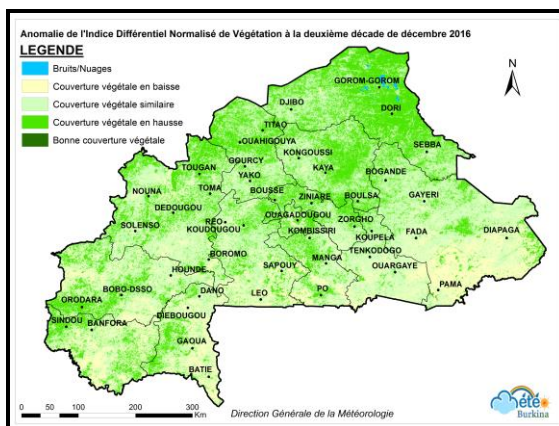 Anomalie de l'Indice Différentiel Normalisé de Végétation à la deuxième décade de décembre 2016
LEGENDE
Bruits/Nuages
Couverture végétale en baisse
Couverture végétale similaire
Couverture végétale en hausse
Bonne couverture végétale
N
GOROM-GOROM
DJIBO
DORI
TITAO
OUAHIGOUYA
SEBBA
TOUGAN
GOURCY
KONGOUSSI
YAKO
KAYA
BOGANDE
NOUNA
TOMA
BOUSSE
ZINIARE
BOULSA
GAYERI
DEDOUGOU
OUAGADOUGOU
ZORGHO
SOLENSO
REO
KOUDOUGOU
KOMBISSIRI
KOUPELA
FADA
DIAPAGA
BOROMO
TENKODOGO
HOUNDE
SAPOUY
MANGA
OUARGAYE
BOBO-DSSO
DANO
LEO
PO
PAMA
ORODARA
DIEBOUGOU
SINDOU
BANFORA
GAOUA
BATIE
0 50 100 200 300
Km
Direction Générale de la Météorologie
été
Burkina